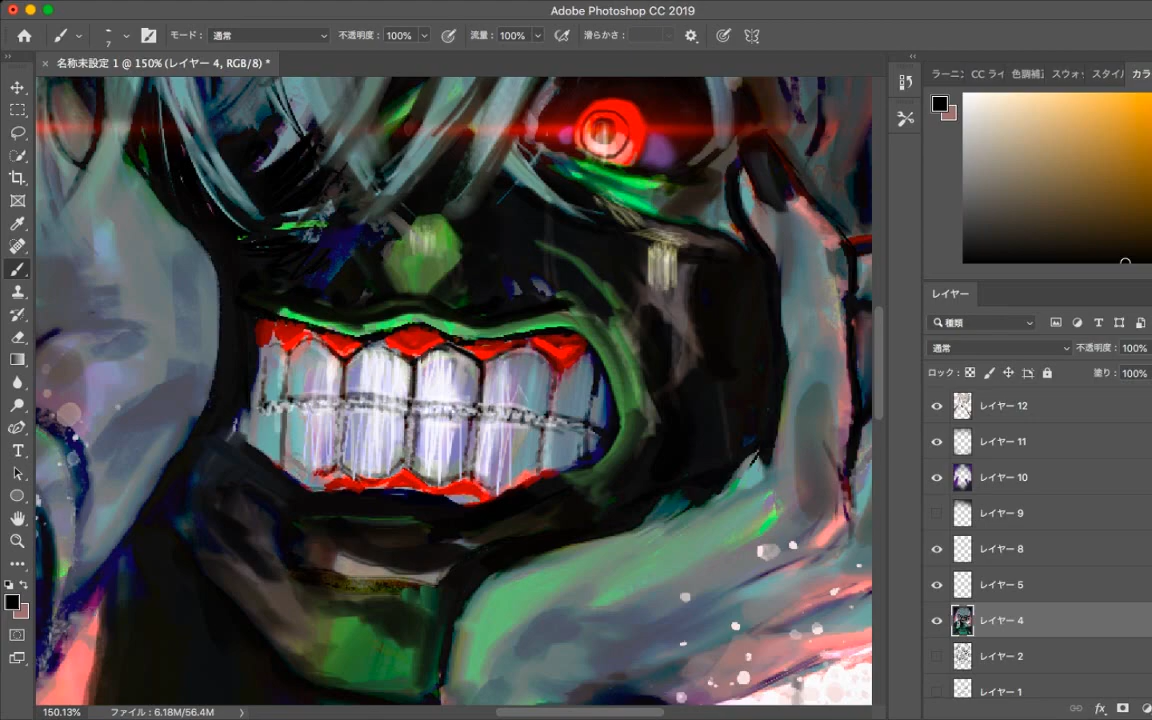 Adobe Photoshop CC 2019
7 モード： 通常 不透明度： 100% 流量： 100% 滑らかさ：
× 名称未設定 1 @ 150% (レイヤー 4, RGB/8) *
ラーニ CC ライ 色調補 スウォ スタイ カラ
レイヤー
種類
通常 不透明度： 100%
ロック： 塗り： 100%
レイヤー 12
レイヤー 11
レイヤー 10
レイヤー 9
レイヤー 8
レイヤー 5
レイヤー 4
レイヤー 2
レイヤー 1
150.13% ファイル：6.18M/56.4M